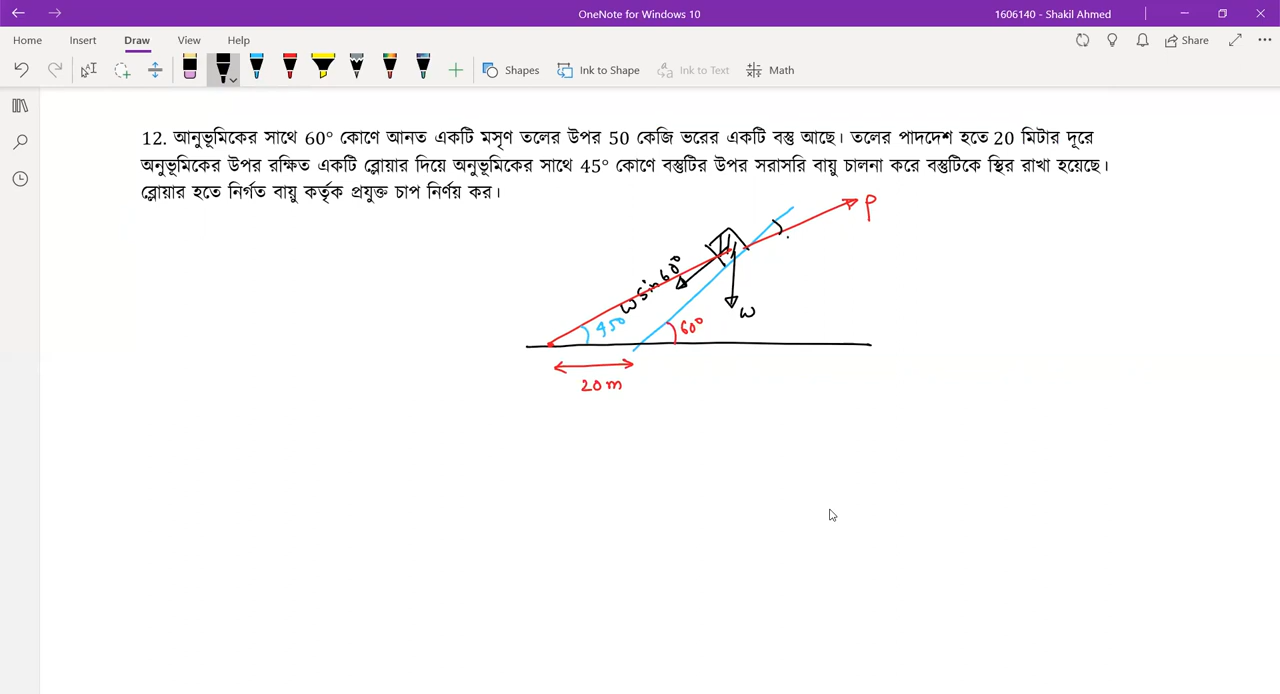 OneNote for Windows 10
1606140 - Shakil Ahmed
Home Insert Draw View Help
Share
Shapes Ink to Shape Ink to Text Math
12. আনুভূমিকের সাথে 60° কোণে আনত একটি মসৃণ তলের উপর 50 কেজি ভরের একটি বস্তু আছে। তলের পাদদেশ হতে 20 মিটার দূরে
অনুভূমিকের উপর রক্ষিত একটি ব্লোয়ার দিয়ে অনুভূমিকের সাথে 45° কোণে বস্তুটির উপর সরাসরি বায়ু চালনা করে বস্তুটিকে স্থির রাখা হয়েছে।
ব্লোয়ার হতে নির্গত বায়ু কর্তৃক প্রযুক্ত চাপ নির্ণয় কর।
P
W sin 60°
W
45°
60°
20m